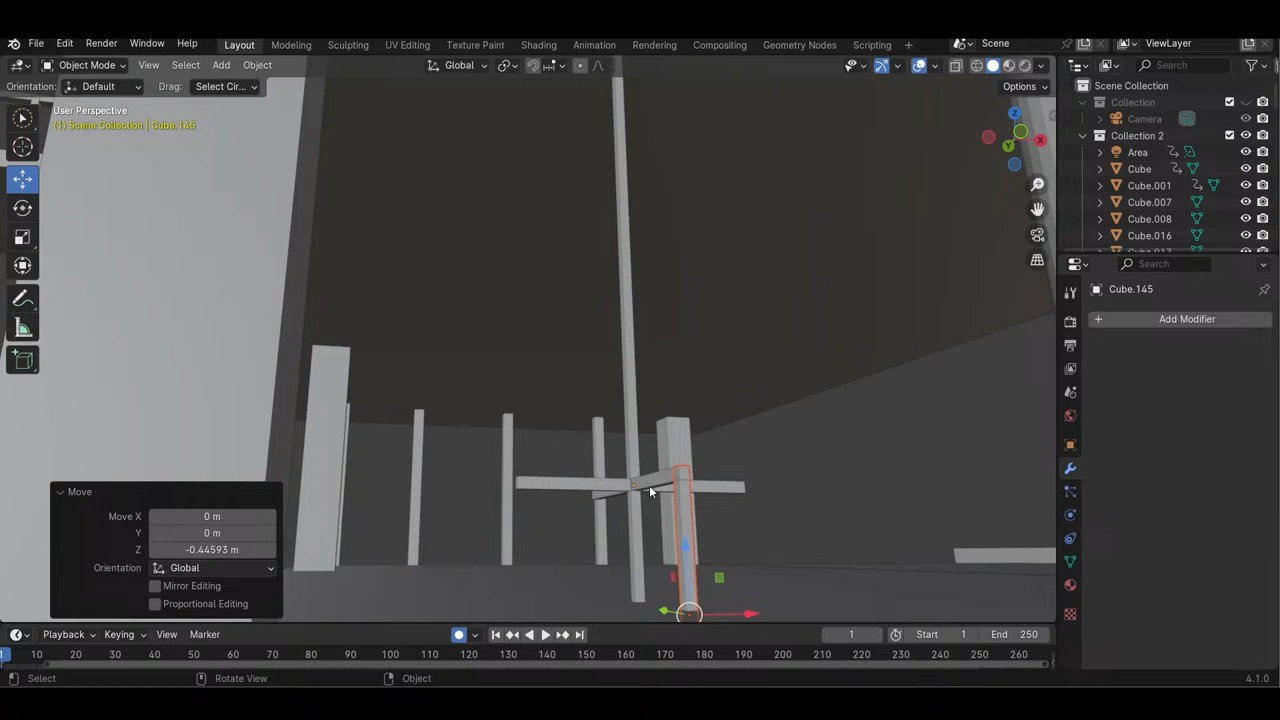 File Edit Render Window Help Layout Modeling Sculpting UV Editing Texture Paint Shading Animation Rendering Compositing Geometry Nodes Scripting + Scene ViewLayer
Object Mode View Select Add Object Global Search
Orientation: Default Drag: Select Cir... Options
Scene Collection
User Perspective
(1) Scene Collection | Cube.145
Collection
Camera
Collection 2
Area
Cube
Cube.001
Cube.007
Cube.008
Cube.016
Search
Cube.145
+ Add Modifier
Z
X
Y
Move
Move X 0 m
Y 0 m
Z -0.44593 m
Orientation Global
Mirror Editing
Proportional Editing
Playback Keying View Marker 1 Start 1 End 250
1 10 20 30 40 50 60 70 80 90 100 110 120 130 140 150 160 170 180 190 200 210 220 230 240 250 260
Select Rotate View Object 4.1.0